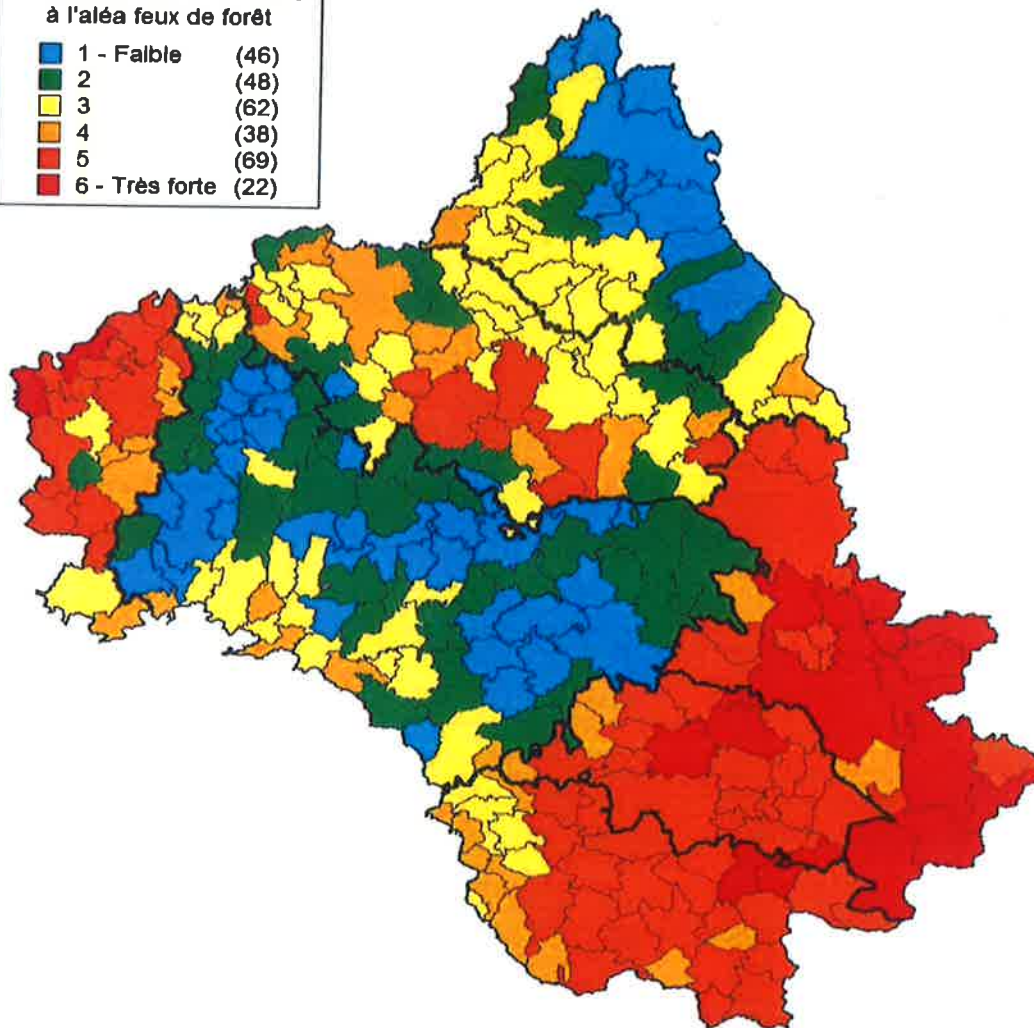 à l'aléa feux de forêt
1 - Faible (46)
2 (48)
3 (62)
4 (38)
5 (69)
6 - Très forte (22)